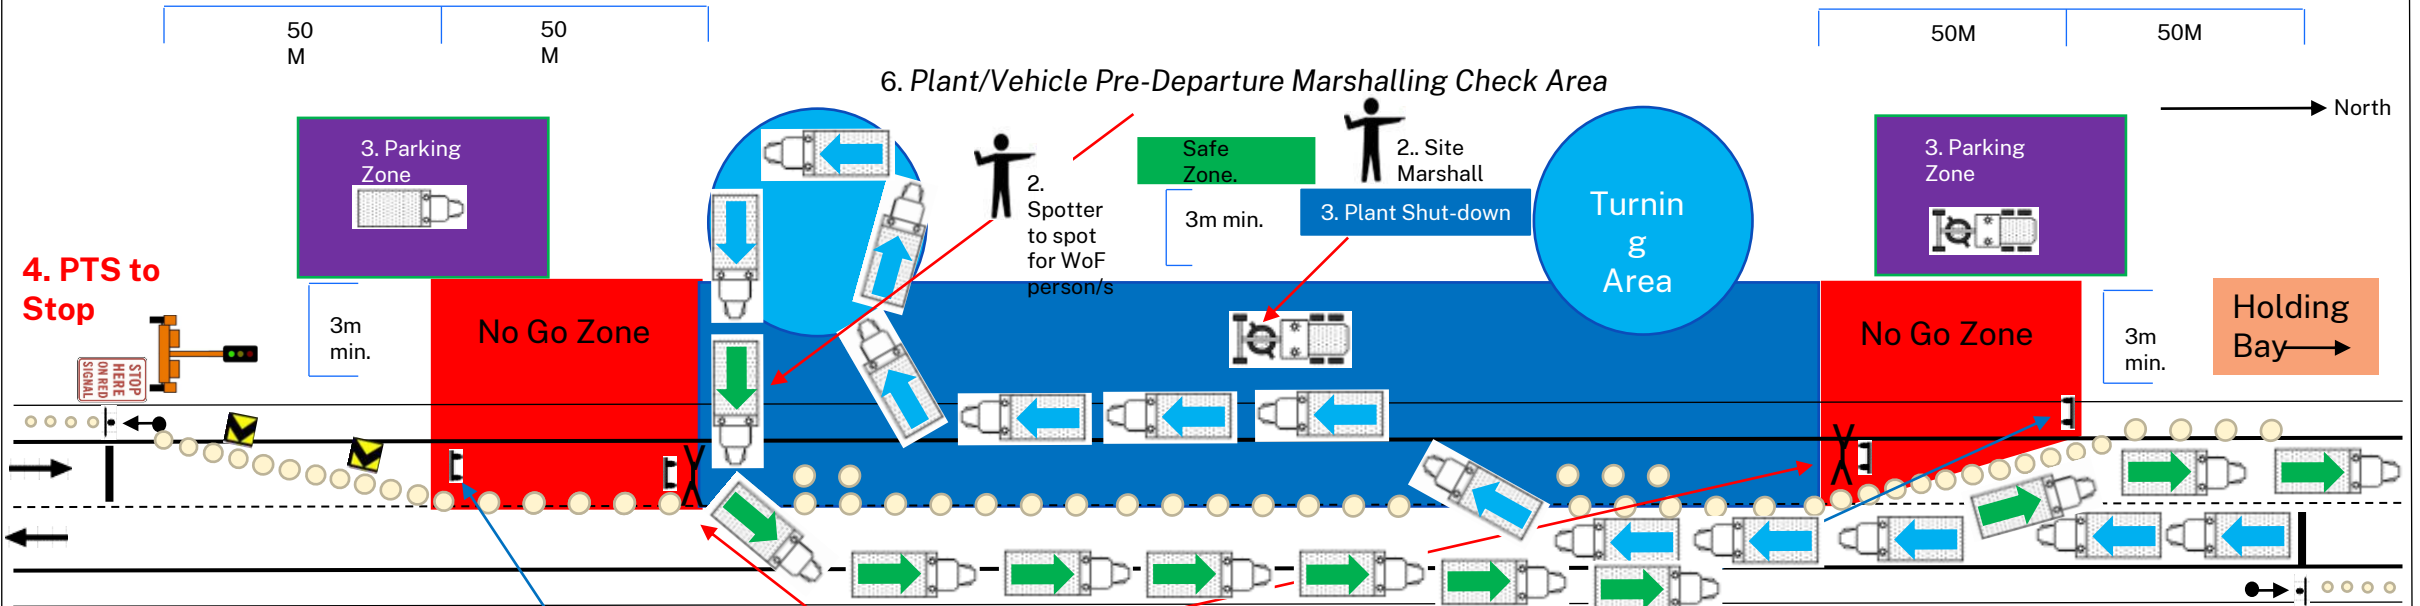 50
M
50
M
50M
50M
6. Plant/Vehicle Pre-Departure Marshalling Check Area
North
3. Parking
Zone
Safe
Zone.
2.. Site
Marshall
3. Parking
Zone
2.
Spotter
to spot
for WoF
person/s
3m min.
3. Plant Shut-down
Turnin
g
Area
4. PTS to
Stop
3m
min.
No Go Zone
No Go Zone
3m
min.
Holding
Bay
STOP
HERE
ON RED
SIGNAL